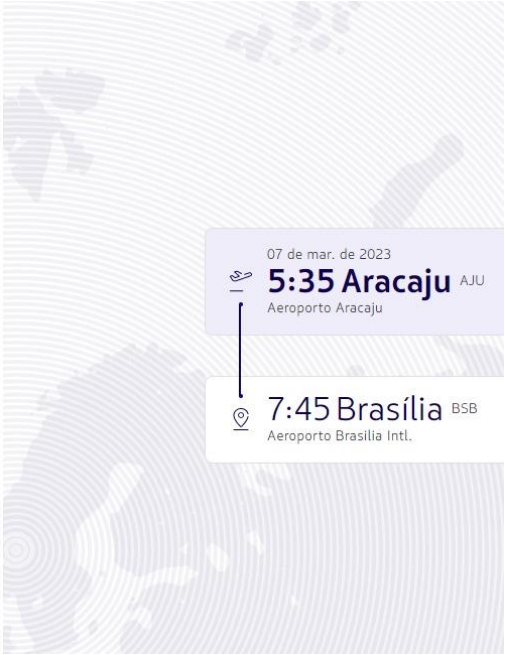 07 de mar. de 2023
5:35 Aracaju AJU
Aeroporto Aracaju
7:45 Brasília BSB
Aeroporto Brasilia Intl.